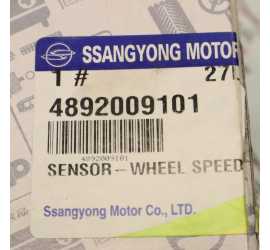 SSANGYONG MOTOR
1 #
4892009101
4892009101
SENSOR-WHEEL SPEED
Ssangyong Motor Co., LTD.